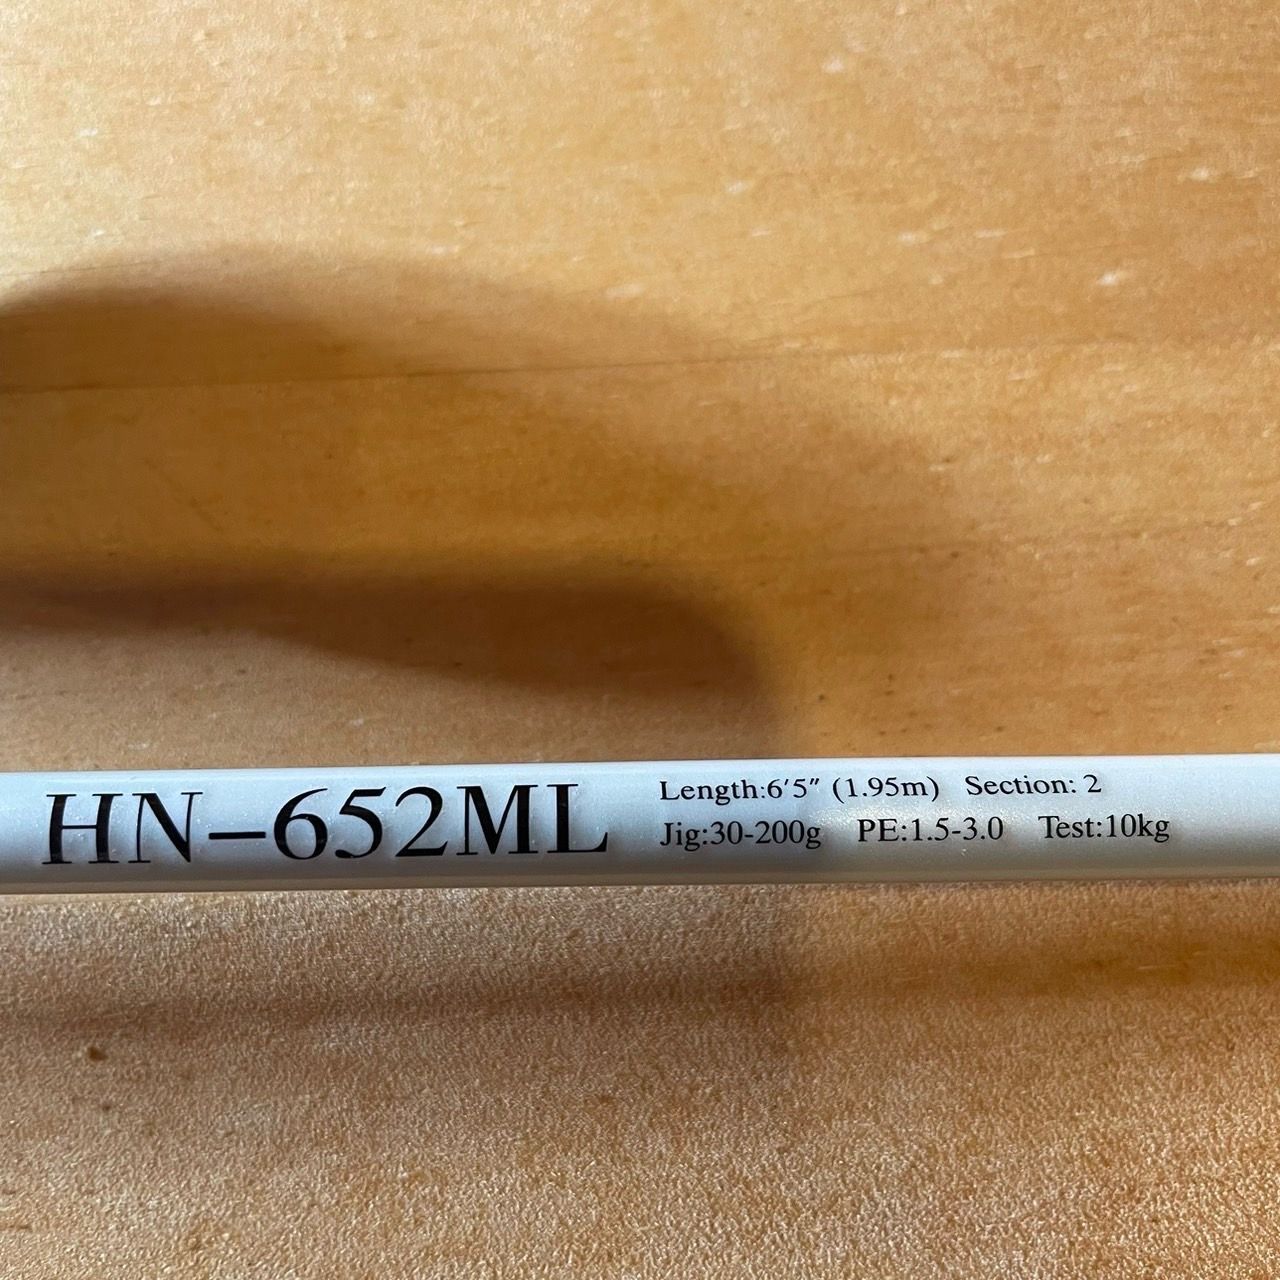 HN-652ML
Length:6'5" (1.95m) Section: 2
Jig:30-200g PE:1.5-3.0 Test:10kg